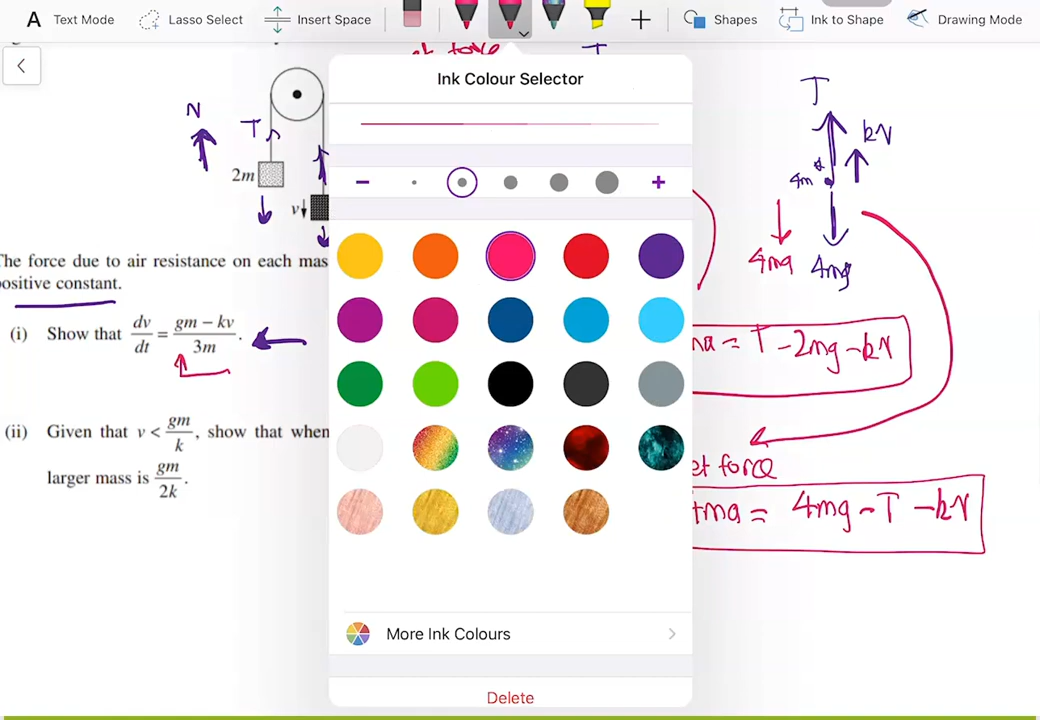 A Text Mode Lasso Select Insert Space Shapes Ink to Shape Drawing Mode
Ink Colour Selector
N
T
2m
v
T
kv
4m
4ma
4mg
The force due to air resistance on each mas
positive constant.
(i) Show that dv/dt = (gm − kv)/3m.
ma = T − 2mg − kv
(ii) Given that v < gm/k, show that when
larger mass is gm/2k.
et force
4ma = 4mg − T − kv
More Ink Colours
Delete